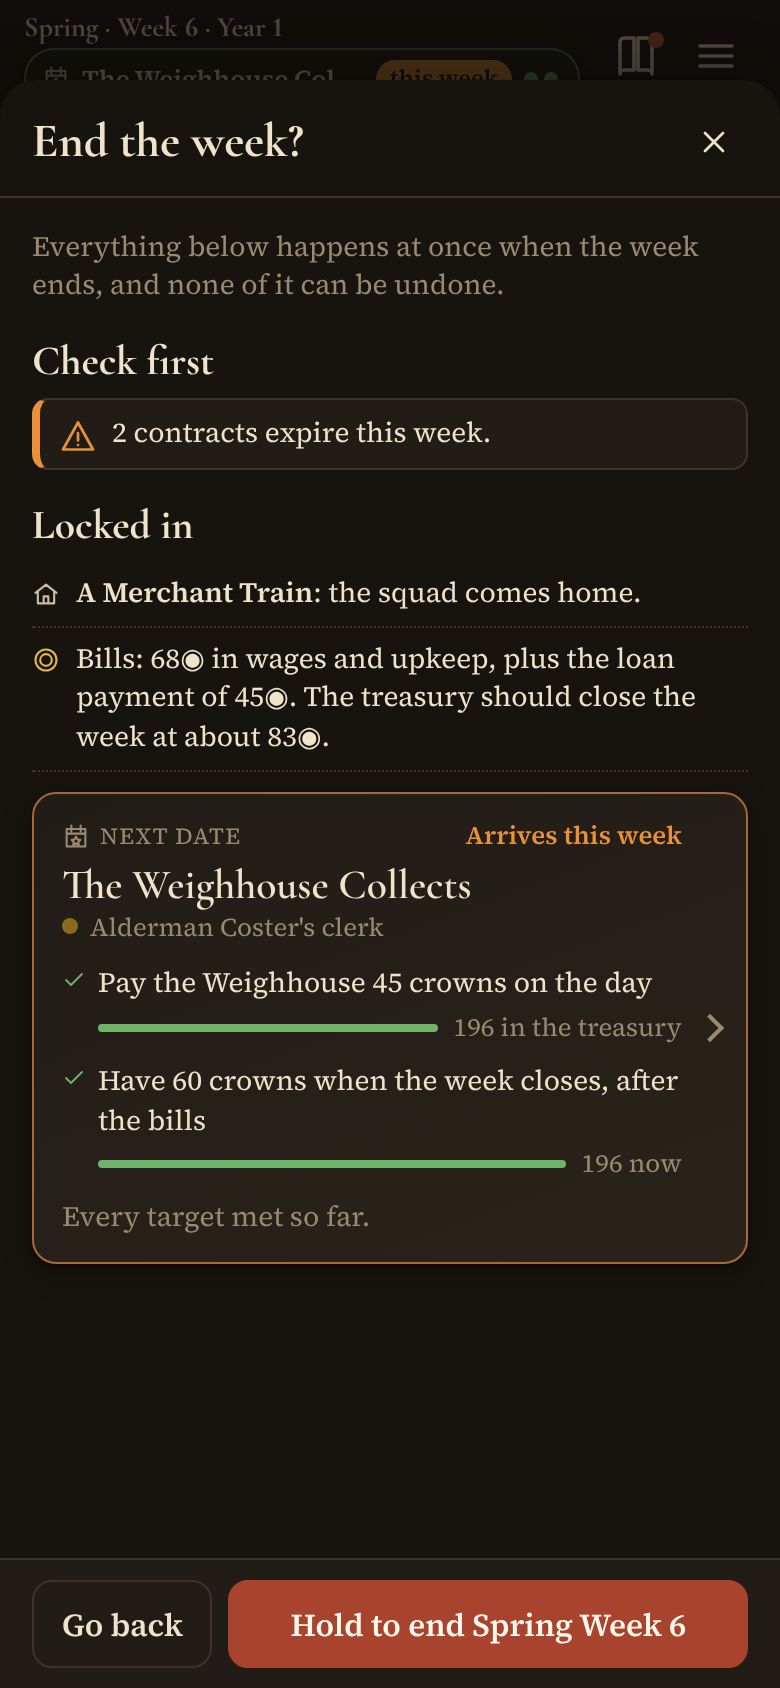 Spring · Week 6 · Year 1
The Weighhouse Col
this week
End the week?
Everything below happens at once when the week
ends, and none of it can be undone.
Check first
2 contracts expire this week.
Locked in
A Merchant Train: the squad comes home.
Bills: 68◉ in wages and upkeep, plus the loan
payment of 45◉. The treasury should close the
week at about 83◉.
NEXT DATE
Arrives this week
The Weighhouse Collects
Alderman Coster's clerk
Pay the Weighhouse 45 crowns on the day
196 in the treasury
Have 60 crowns when the week closes, after
the bills
196 now
Every target met so far.
Go back
Hold to end Spring Week 6